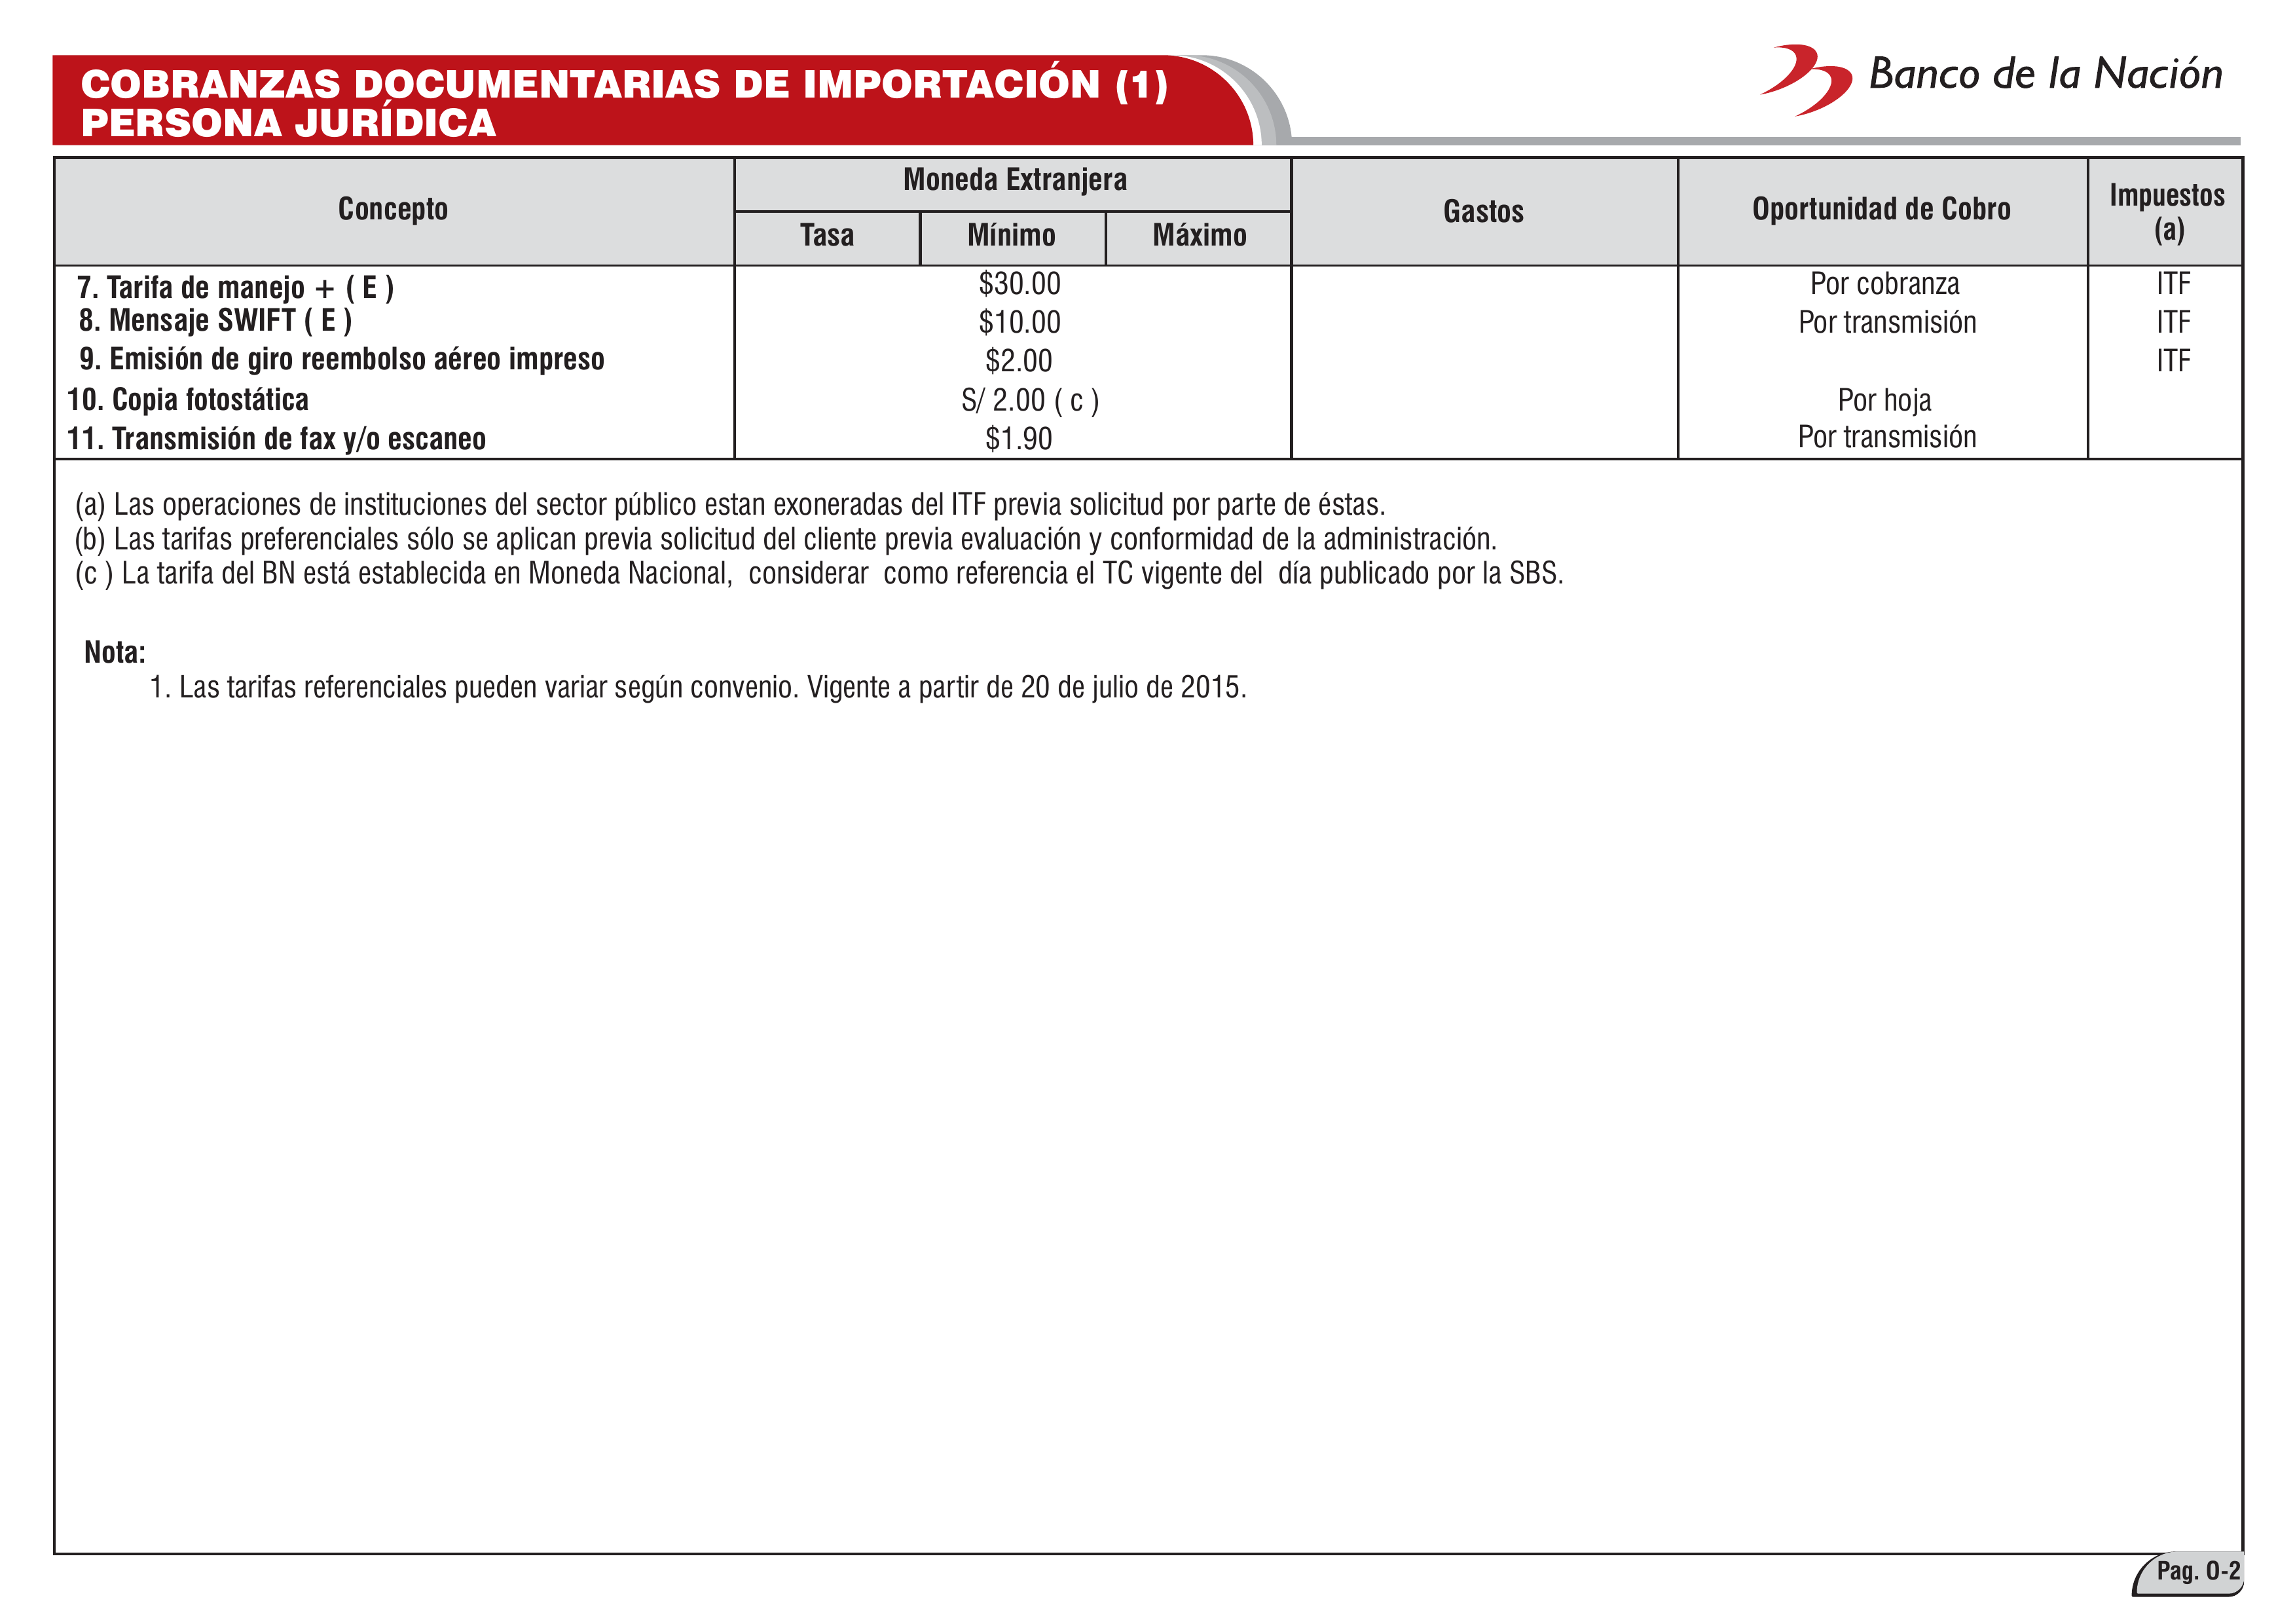 COBRANZAS DOCUMENTARIAS DE IMPORTACIÓN (1)
PERSONA JURÍDICA
Banco de la Nación
Concepto
Moneda Extranjera
Tasa
Mínimo
Máximo
Gastos
Oportunidad de Cobro
Impuestos
(a)
7. Tarifa de manejo + ( E ) $30.00 Por cobranza ITF
8. Mensaje SWIFT ( E ) $10.00 Por transmisión ITF
9. Emisión de giro reembolso aéreo impreso $2.00 ITF
10. Copia fotostática S/ 2.00 ( c ) Por hoja
11. Transmisión de fax y/o escaneo $1.90 Por transmisión
(a) Las operaciones de instituciones del sector público estan exoneradas del ITF previa solicitud por parte de éstas.
(b) Las tarifas preferenciales sólo se aplican previa solicitud del cliente previa evaluación y conformidad de la administración.
(c ) La tarifa del BN está establecida en Moneda Nacional, considerar como referencia el TC vigente del día publicado por la SBS.
Nota:
1. Las tarifas referenciales pueden variar según convenio. Vigente a partir de 20 de julio de 2015.
Pag. O-2